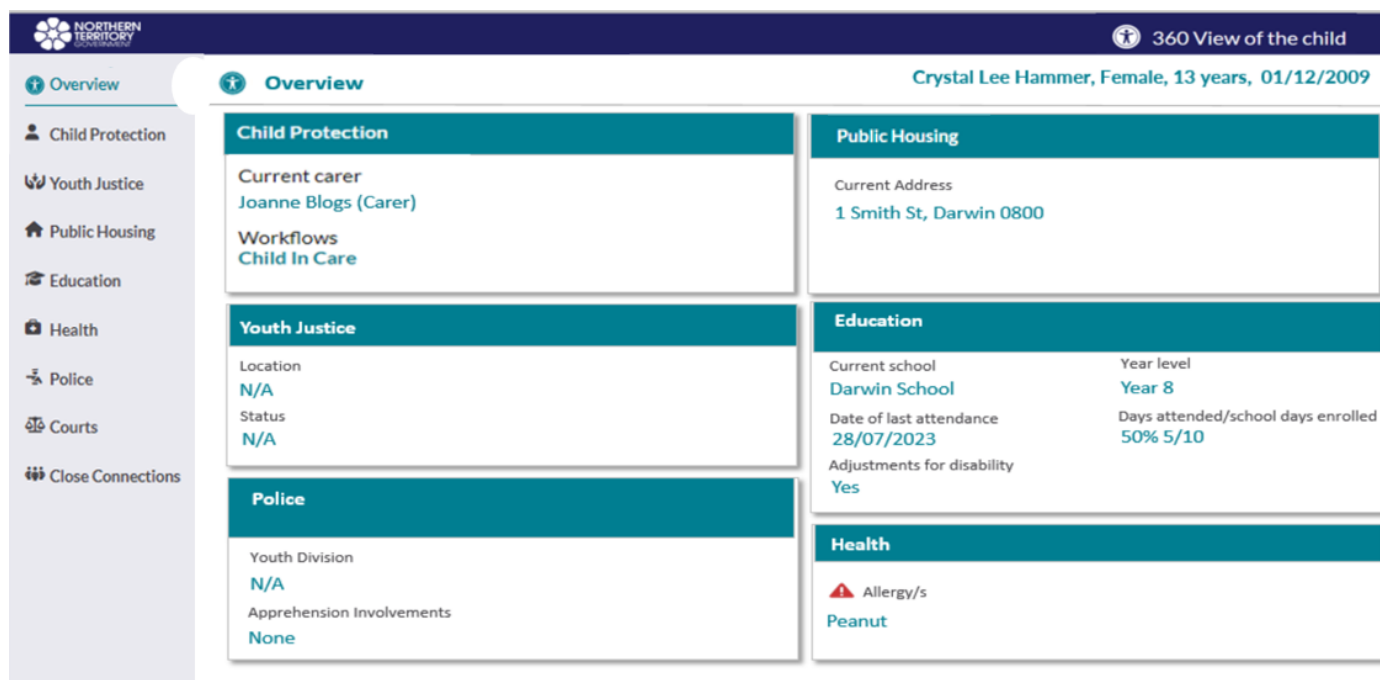 NORTHERN
TERRITORY
GOVERNMENT
360 View of the child
Overview
Child Protection
Youth Justice
Public Housing
Education
Health
Police
Courts
Close Connections
Overview
Crystal Lee Hammer, Female, 13 years, 01/12/2009
Child Protection
Current carer
Joanne Blogs (Carer)
Workflows
Child In Care
Public Housing
Current Address
1 Smith St, Darwin 0800
Youth Justice
Location
N/A
Status
N/A
Education
Current school
Darwin School
Year level
Year 8
Date of last attendance
28/07/2023
Days attended/school days enrolled
50% 5/10
Adjustments for disability
Yes
Police
Youth Division
N/A
Apprehension Involvements
None
Health
Allergy/s
Peanut